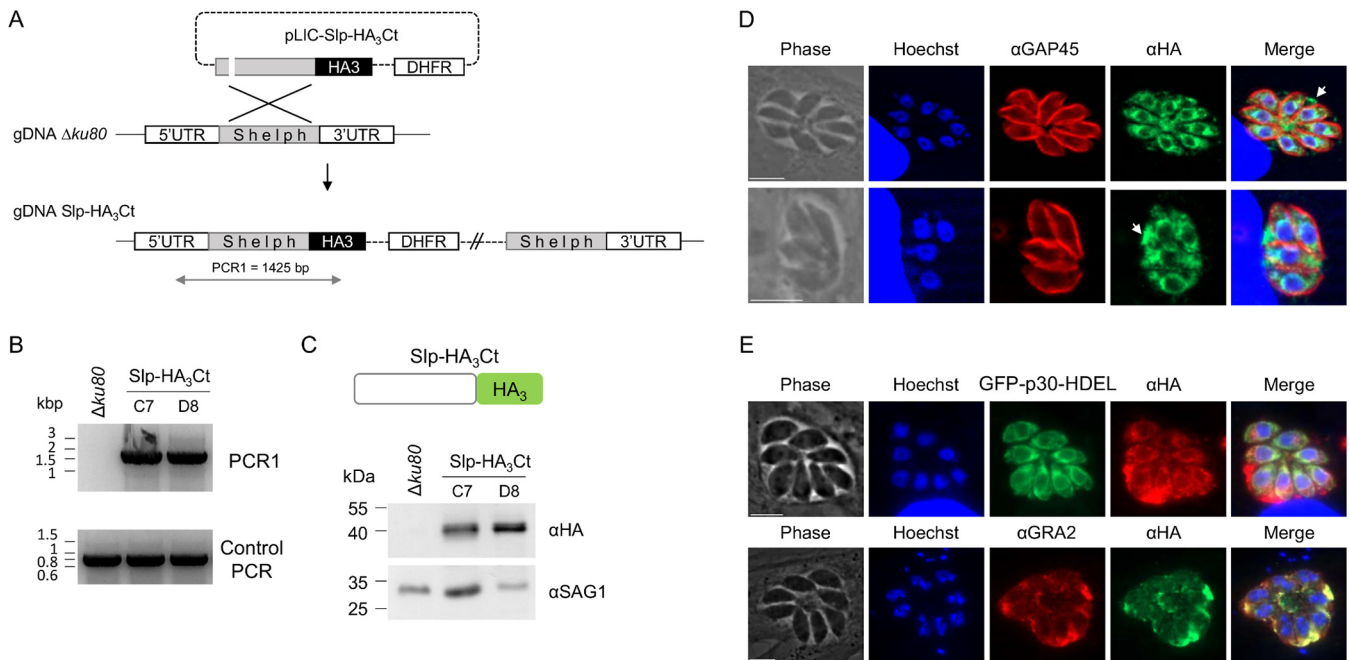 A
pLIC-Slp-HA3Ct
HA3
DHFR
gDNA Δku80
5'UTR
Shelph
3'UTR
gDNA Slp-HA3Ct
5'UTR
Shelph
HA3
DHFR
//
Shelph
3'UTR
PCR1 = 1425 bp
B
Δku80
Slp-HA3Ct
kbp
C7
D8
3
2
1.5
1
PCR1
1.5
1
0.8
0.6
Control
PCR
C
Slp-HA3Ct
HA3
kDa
Δku80
Slp-HA3Ct
C7
D8
55
40
αHA
35
25
αSAG1
D
Phase
Hoechst
αGAP45
αHA
Merge
E
Phase
Hoechst
GFP-p30-HDEL
αHA
Merge
Phase
Hoechst
αGRA2
αHA
Merge